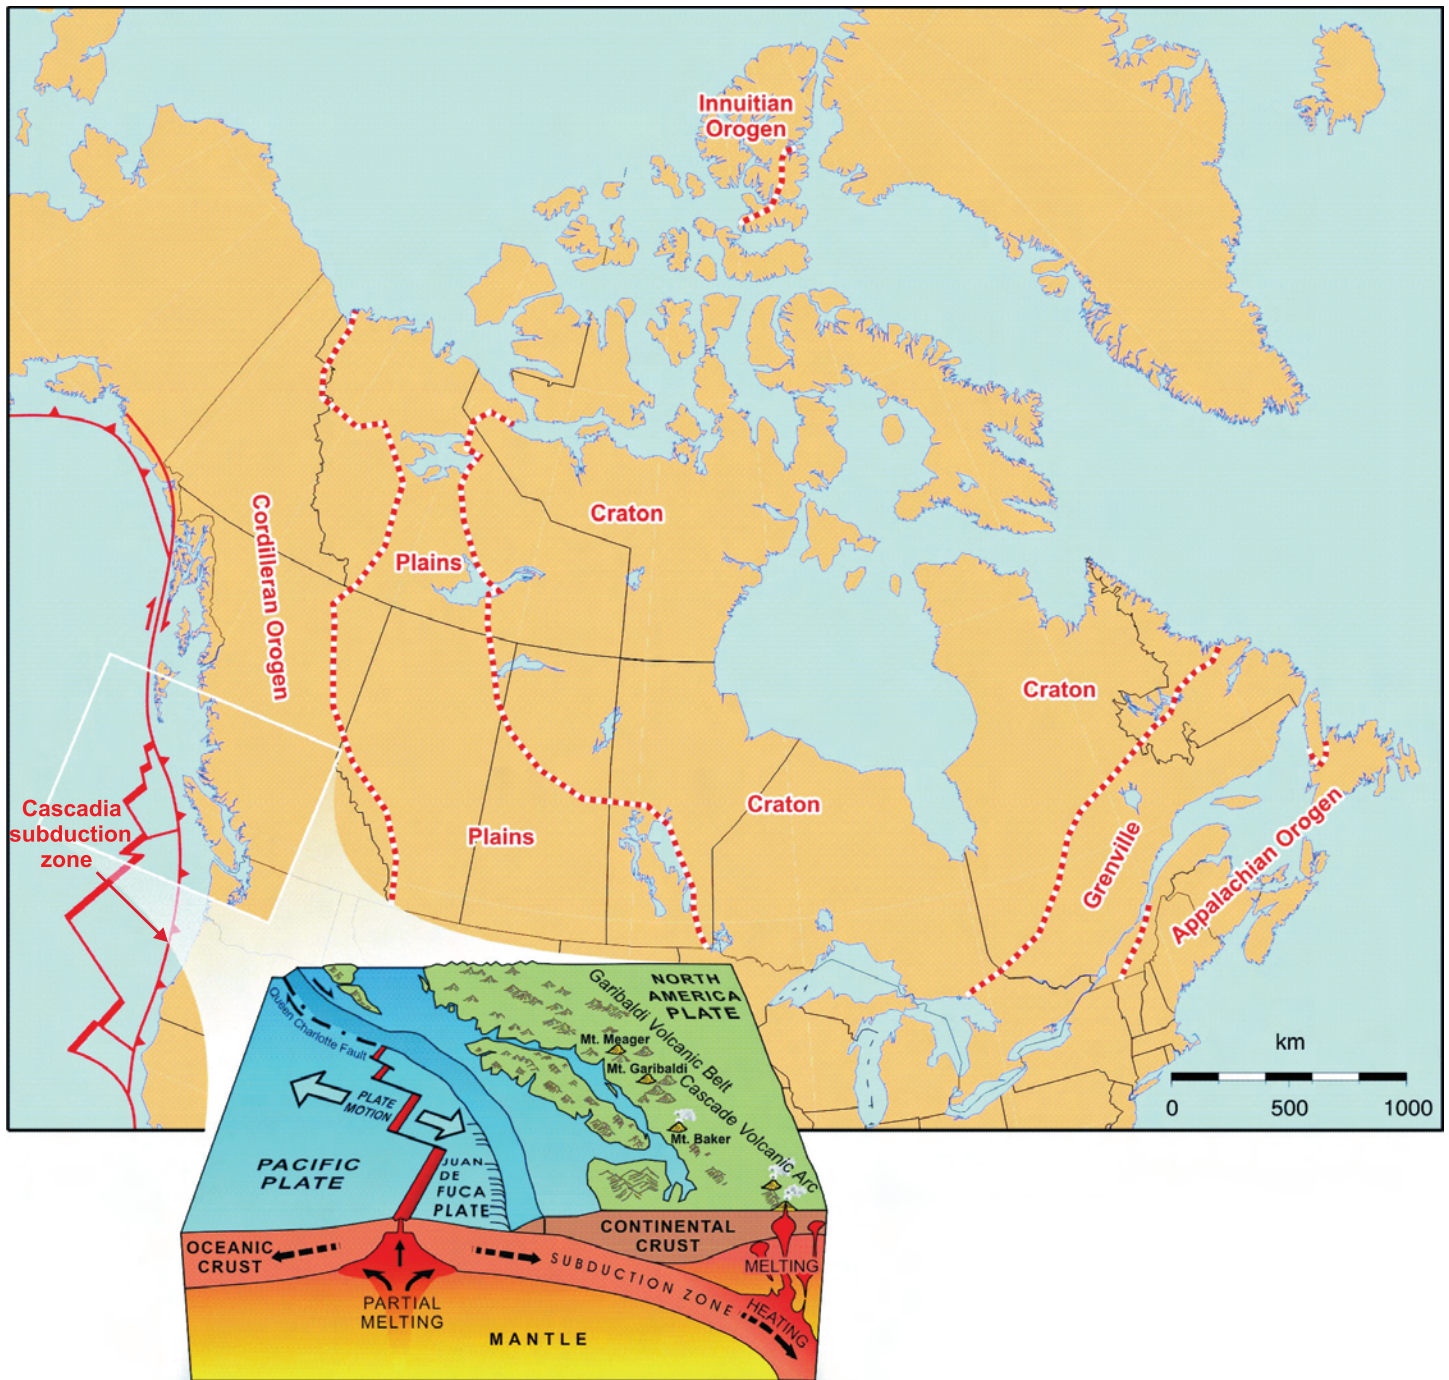 Innuitian
Orogen
Craton
Cordilleran Orogen
Plains
Craton
Craton
Cascadia
subduction
zone
Plains
Grenville
Appalachian Orogen
km
0 500 1000
NORTH
AMERICA
PLATE
Garibaldi Volcanic Belt
Queen Charlotte Fault
Mt. Meager
Mt. Garibaldi
Cascade Volcanic Arc
PLATE
MOTION
Mt. Baker
PACIFIC
PLATE
JUAN
DE
FUCA
PLATE
CONTINENTAL
CRUST
OCEANIC
CRUST
SUBDUCTION ZONE
MELTING
HEATING
PARTIAL
MELTING
MANTLE